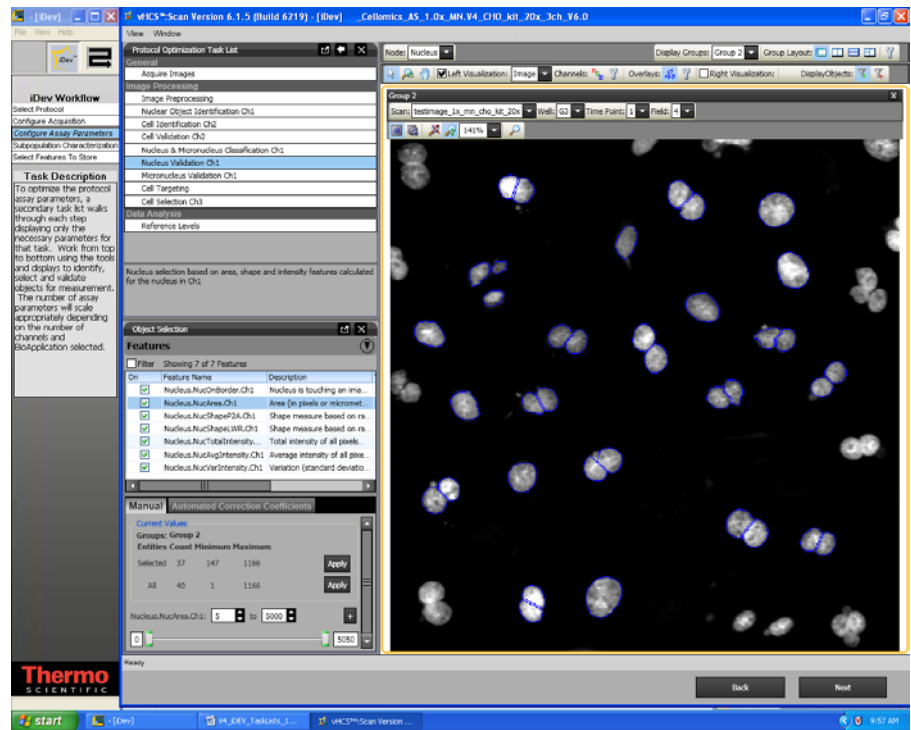 - [iDev]
vHCS™:Scan Version 6.1.5 (Build 6219) - [iDev] _Cellomics_AS_1.0x_MN.V4_CHO_kit_20x_3ch_V6.0
File View Help
View Window
iDev™
iDev Workflow
Select Protocol
Configure Acquisition
Configure Assay Parameters
Subpopulation Characterization
Select Features To Store
Task Description
To optimize the protocol
assay parameters, a
secondary task list walks
through each step
displaying only the
necessary parameters for
that task. Work from top
to bottom using the tools
and displays to identify,
select and validate
objects for measurement.
The number of assay
parameters will scale
appropriately depending
on the number of
channels and
BioApplication selected.
Thermo
SCIENTIFIC
Protocol Optimization Task List
General
Acquire Images
Image Processing
Image Preprocessing
Nuclear Object Identification Ch1
Cell Identification Ch2
Cell Validation Ch2
Nucleus & Micronucleus Classification Ch1
Nucleus Validation Ch1
Micronucleus Validation Ch1
Cell Targeting
Cell Selection Ch3
Data Analysis
Reference Levels
Nucleus selection based on area, shape and intensity features calculated
for the nucleus in Ch1
Object Selection
Features
Filter Showing 7 of 7 Features
On Feature Name Description
Nucleus.NucOnBorder.Ch1 Nucleus is touching an ima...
Nucleus.NucArea.Ch1 Area (in pixels or micromet...
Nucleus.NucShapeP2A.Ch1 Shape measure based on ra...
Nucleus.NucShapeLWR.Ch1 Shape measure based on ra...
Nucleus.NucTotalIntensity.... Total intensity of all pixels...
Nucleus.NucAvgIntensity.Ch1 Average intensity of all pixe...
Nucleus.NucVarIntensity.Ch1 Variation (standard deviatio...
Manual Automated Correction Coefficients
Current Values
Groups: Group 2
Entities Count Minimum Maximum
Selected 37 147 1166 Apply
All 40 1 1166 Apply
Nucleus.NucArea.Ch1: 5 to 5000 +
0 5050
Node: Nucleus Display Groups: Group 2 Group Layout:
Left Visualization: Image Channels: Overlays: Right Visualization: DisplayObjects:
Group 2 X
Scan: testimage_1x_mn_cho_kit_20x Well: G3 Time Point: 1 Field: 4
141%
Ready
Back Next
start - [iDev] V4_iDEV_TaskLists_1... vHCS™:Scan Version ... 9:57 AM